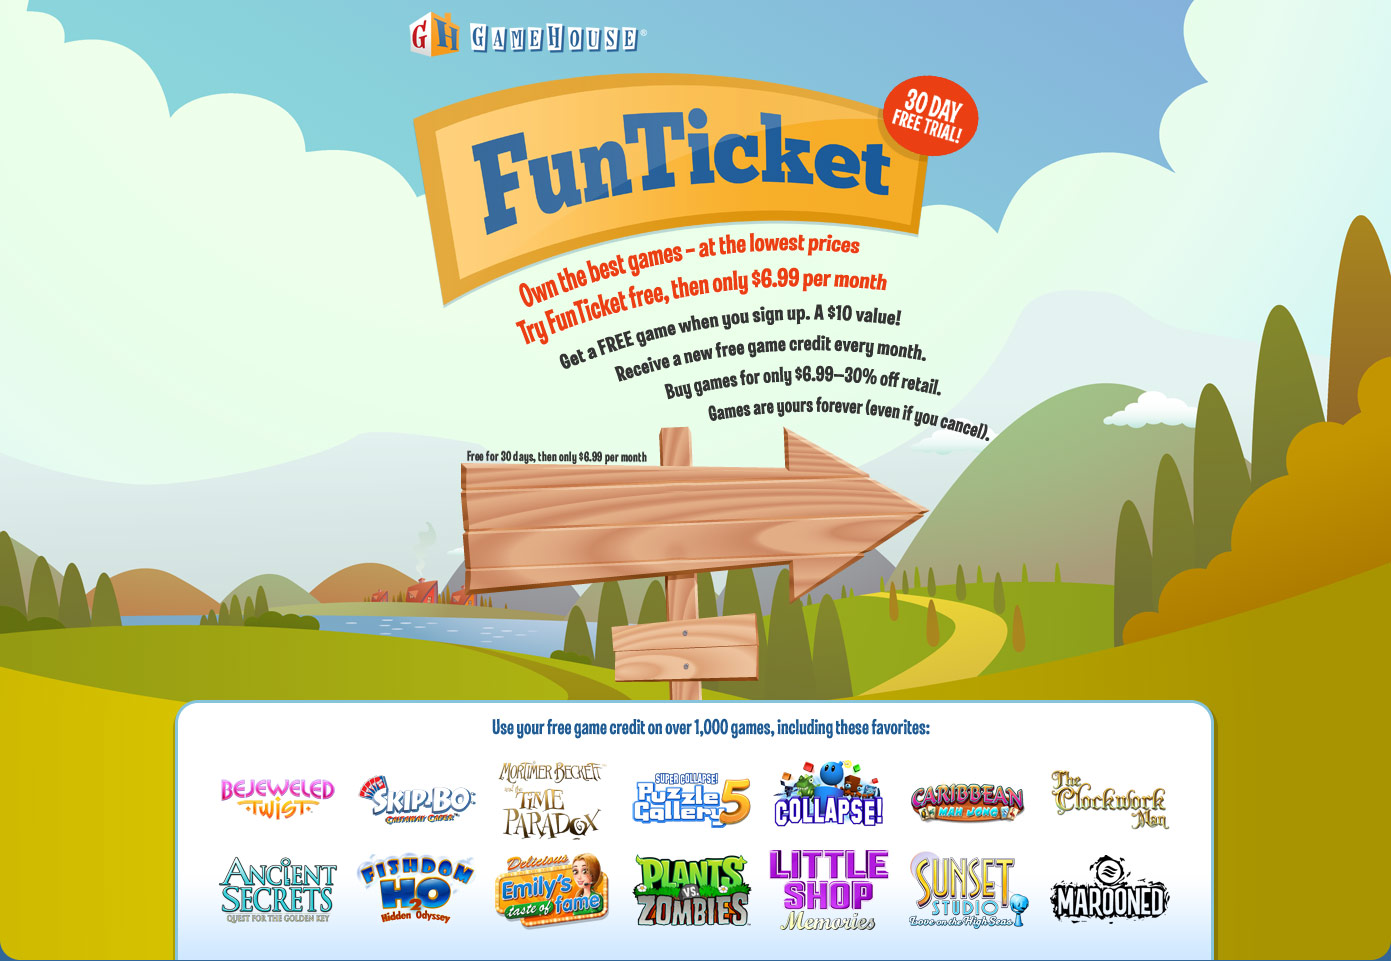 GH GAMEHOUSE®
30 DAY
FREE TRIAL!
FunTicket
Own the best games – at the lowest prices
Try FunTicket free, then only $6.99 per month
Get a FREE game when you sign up. A $10 value!
Receive a new free game credit every month.
Buy games for only $6.99–30% off retail.
Games are yours forever (even if you cancel).
Free for 30 days, then only $6.99 per month
Use your free game credit on over 1,000 games, including these favorites:
BEJEWELED
TWIST
SKIP-BO
CASTAWAY CAPER
MORTIMER BECKETT™
and the
TIME
PARADOX
SUPER COLLAPSE!
Puzzle
Gallery 5
COLLAPSE!
CARIBBEAN
MAH JONG
The
Clockwork
Man
ANCIENT
SECRETS
QUEST FOR THE GOLDEN KEY
FISHDOM
H2O
Hidden Odyssey
Delicious
Emily's
taste of fame
PLANTS
VS.
ZOMBIES
LITTLE
SHOP
Memories
SUNSET
STUDIO
Love on the High Seas
MAROONED